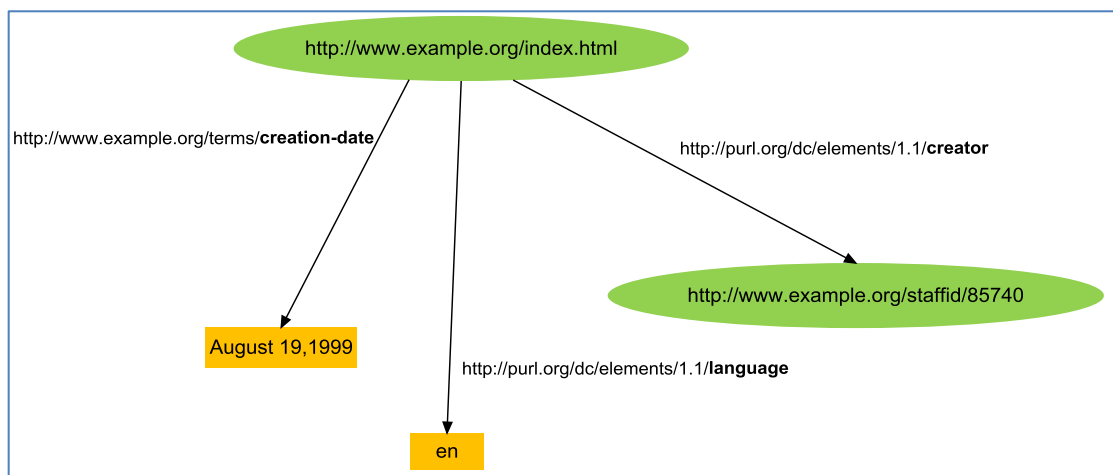 http://www.example.org/index.html
http://www.example.org/terms/creation-date
http://purl.org/dc/elements/1.1/creator
http://www.example.org/staffid/85740
August 19,1999
http://purl.org/dc/elements/1.1/language
en